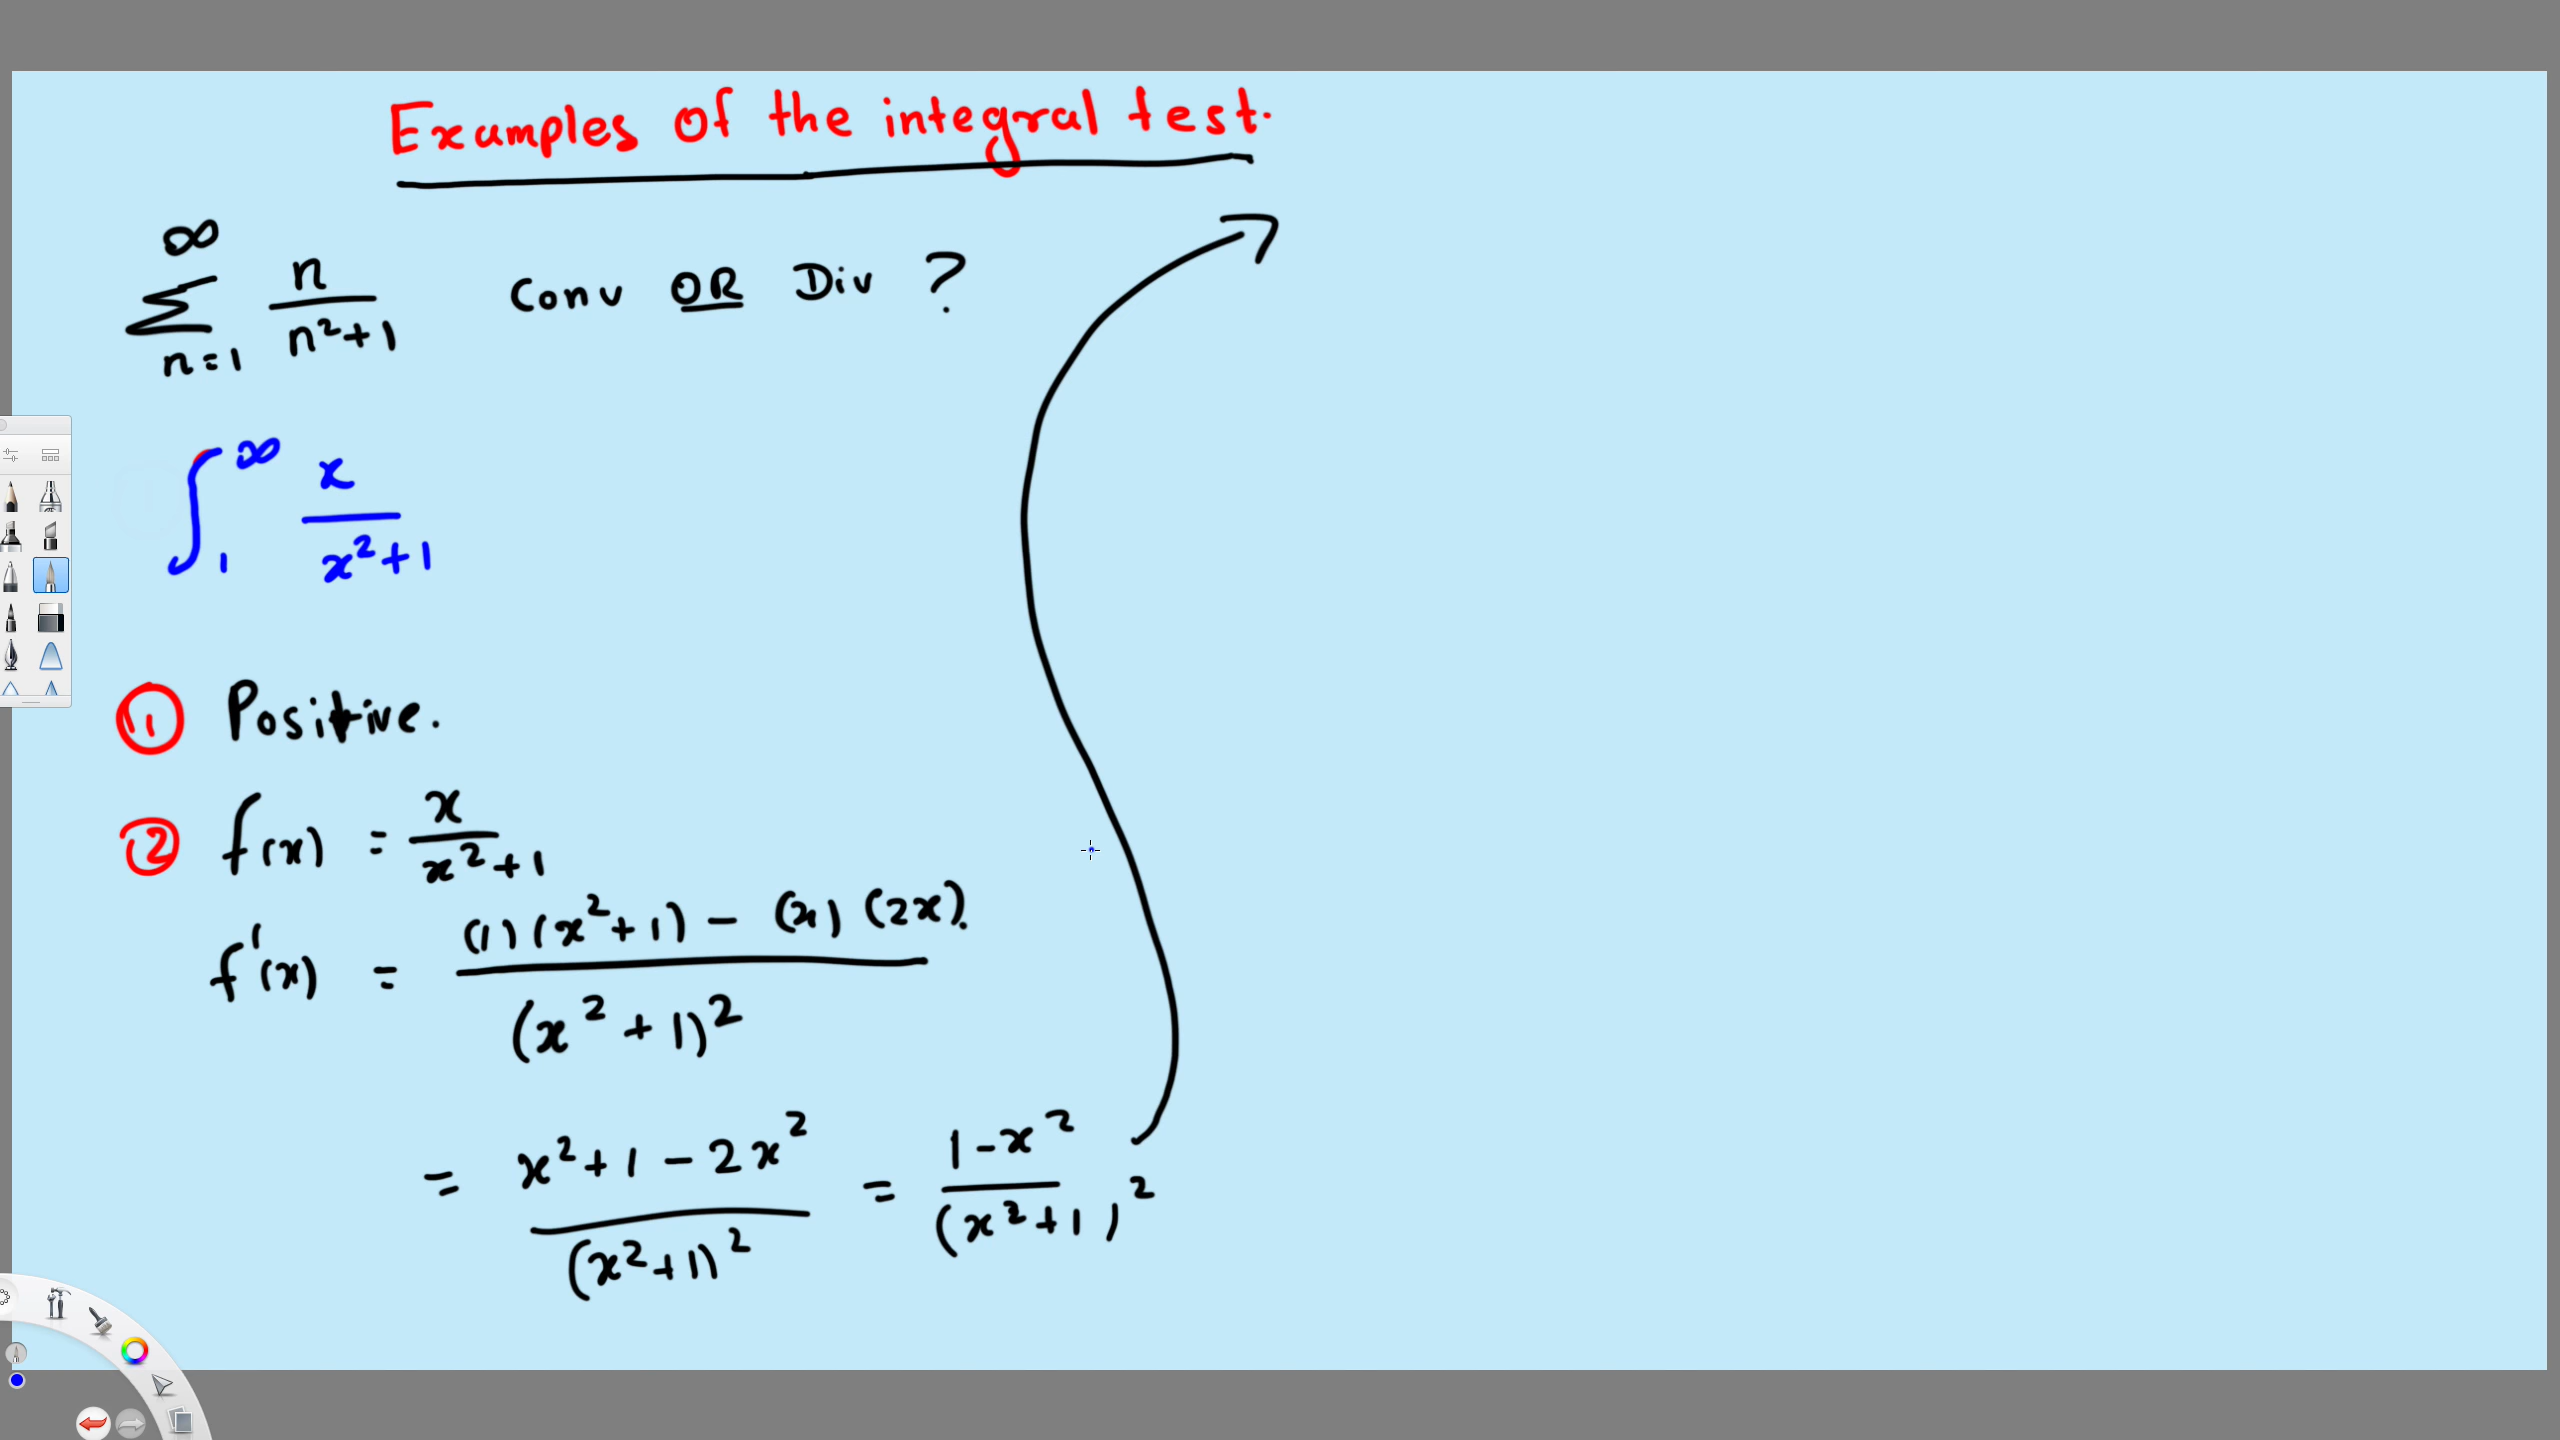 Examples of the integral test.
∞
∑ n/(n²+1) Conv OR Div ?
n=1
∫₁^∞ x/(x²+1)
① Positive.
② f(x) = x/(x²+1)
f'(x) = ((1)(x²+1) − (x)(2x).)/(x²+1)²
= (x²+1−2x²)/(x²+1)² = (1−x²)/(x²+1)²